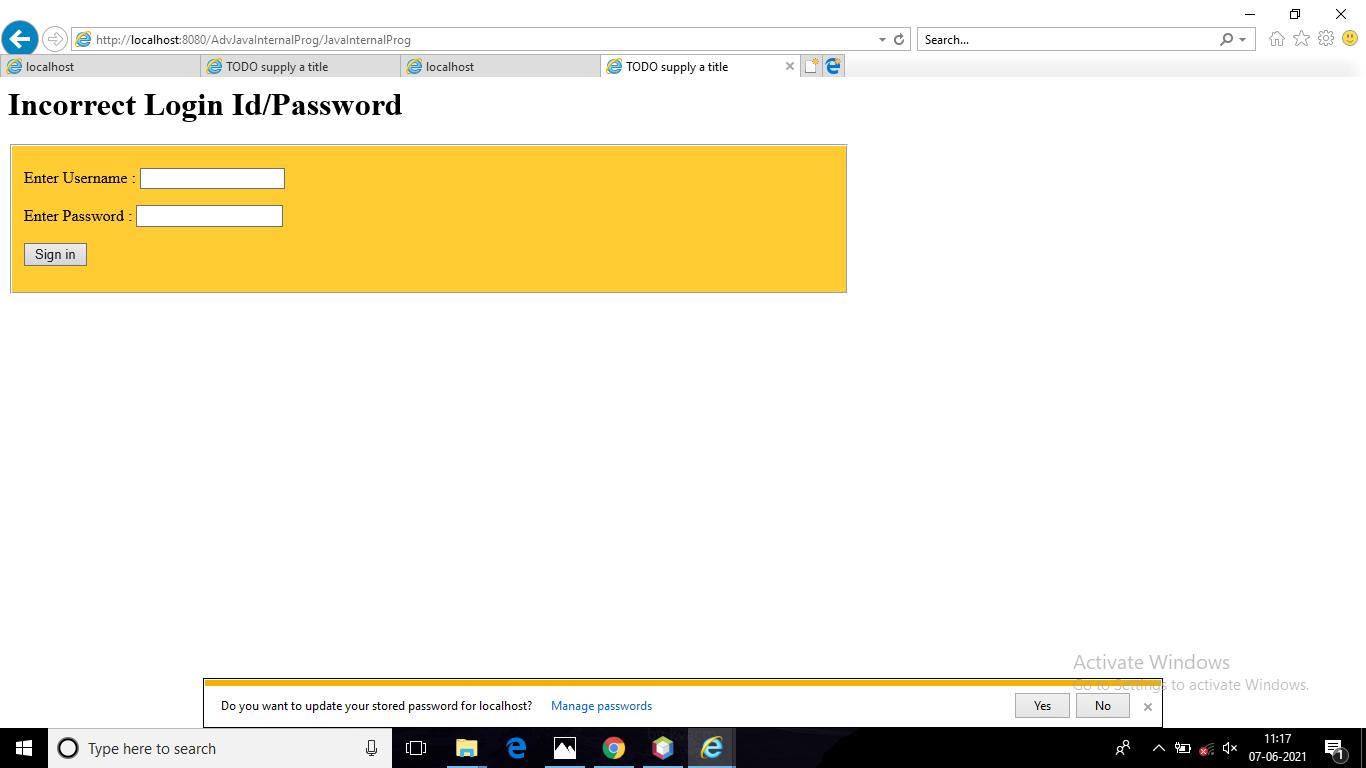 http://localhost:8080/AdvJavaInternalProg/JavaInternalProg
Search...
localhost
TODO supply a title
localhost
TODO supply a title
Incorrect Login Id/Password
Enter Username :
Enter Password :
Sign in
Activate Windows
Go to Settings to activate Windows.
Do you want to update your stored password for localhost? Manage passwords Yes No
Type here to search
11:17
07-06-2021
1